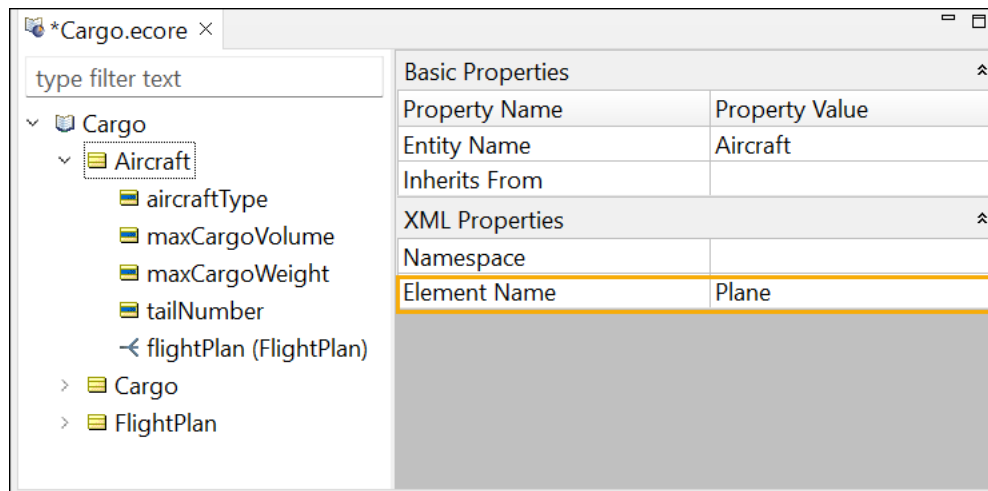 *Cargo.ecore
type filter text
Cargo
Aircraft
aircraftType
maxCargoVolume
maxCargoWeight
tailNumber
flightPlan (FlightPlan)
Cargo
FlightPlan
Basic Properties
Property Name Property Value
Entity Name Aircraft
Inherits From
XML Properties
Namespace
Element Name Plane